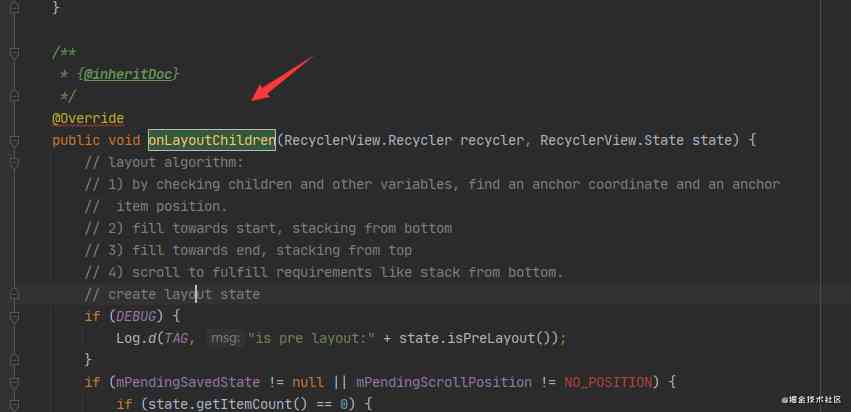 }
/**
 * {@inheritDoc}
 */
@Override
public void onLayoutChildren(RecyclerView.Recycler recycler, RecyclerView.State state) {
// layout algorithm:
// 1) by checking children and other variables, find an anchor coordinate and an anchor
//  item position.
// 2) fill towards start, stacking from bottom
// 3) fill towards end, stacking from top
// 4) scroll to fulfill requirements like stack from bottom.
// create layout state
if (DEBUG) {
Log.d(TAG, msg: "is pre layout:" + state.isPreLayout());
}
if (mPendingSavedState != null || mPendingScrollPosition != NO_POSITION) {
if (state.getItemCount() == 0) {
@掘金技术社区